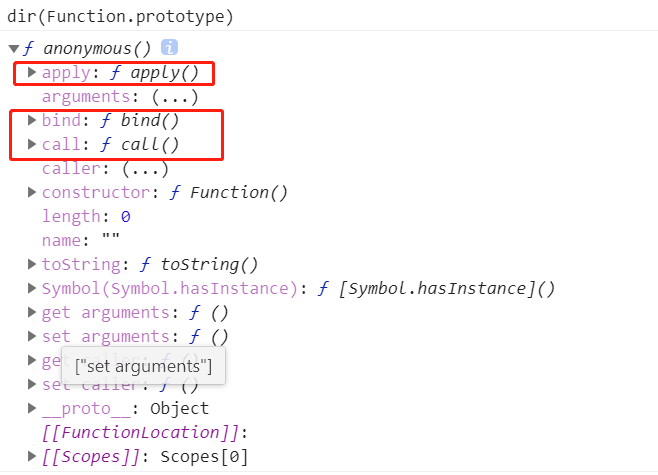 dir(Function.prototype)
▼ƒ anonymous() i
▶apply: ƒ apply()
arguments: (...)
▶bind: ƒ bind()
▶call: ƒ call()
caller: (...)
▶constructor: ƒ Function()
length: 0
name: ""
▶toString: ƒ toString()
▶Symbol(Symbol.hasInstance): ƒ [Symbol.hasInstance]()
▶get arguments: ƒ ()
▶set arguments: ƒ ()
▶get caller: ƒ ()
["set arguments"]
▶set caller: ƒ ()
▶__proto__: Object
[[FunctionLocation]]:
▶[[Scopes]]: Scopes[0]